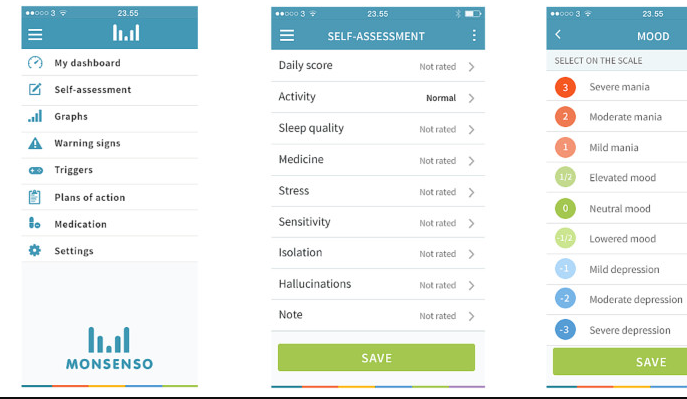 3 23.55
My dashboard
Self-assessment
Graphs
Warning signs
Triggers
Plans of action
Medication
Settings
MONSENSO
3 23.55
SELF-ASSESSMENT
Daily score Not rated
Activity Normal
Sleep quality Not rated
Medicine Not rated
Stress Not rated
Sensitivity Not rated
Isolation Not rated
Hallucinations Not rated
Note Not rated
SAVE
3 23.55
MOOD
SELECT ON THE SCALE
3 Severe mania
2 Moderate mania
1 Mild mania
1/2 Elevated mood
0 Neutral mood
-1/2 Lowered mood
-1 Mild depression
-2 Moderate depression
-3 Severe depression
SAVE